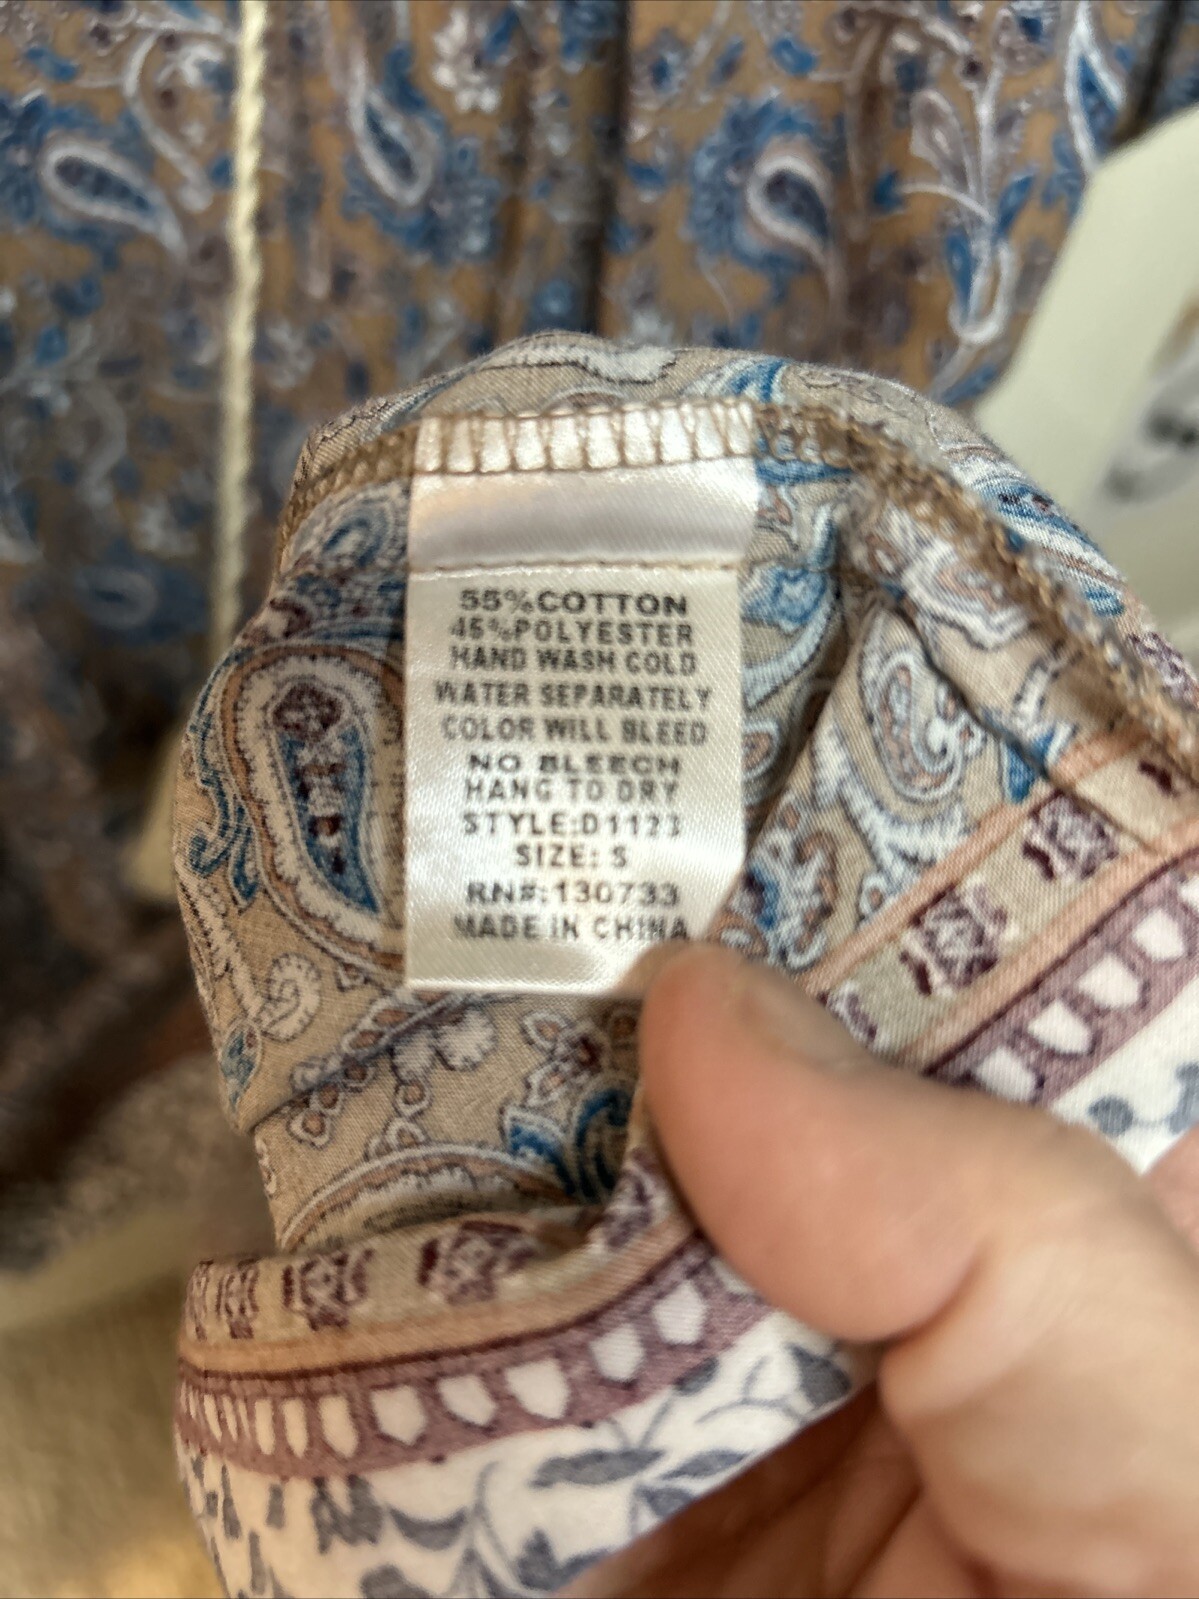 55%COTTON
45%POLYESTER
HAND WASH COLD
WATER SEPARATELY
COLOR WILL BLEED
NO BLEECH
HANG TO DRY
STYLE:D1123
SIZE: S
RN#:130733
MADE IN CHINA